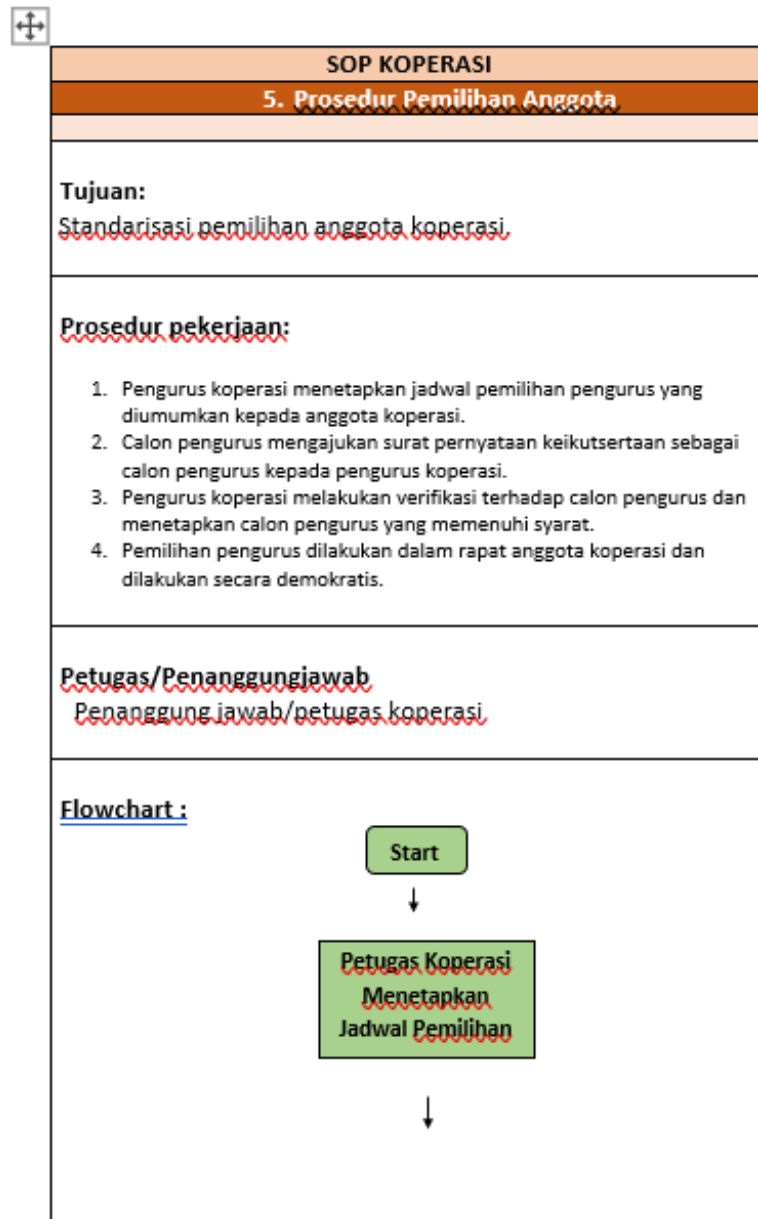 SOP KOPERASI
5. Prosedur Pemilihan Anggota
Tujuan:
Standarisasi pemilihan anggota koperasi.
Prosedur pekerjaan:
1. Pengurus koperasi menetapkan jadwal pemilihan pengurus yang
diumumkan kepada anggota koperasi.
2. Calon pengurus mengajukan surat pernyataan keikutsertaan sebagai
calon pengurus kepada pengurus koperasi.
3. Pengurus koperasi melakukan verifikasi terhadap calon pengurus dan
menetapkan calon pengurus yang memenuhi syarat.
4. Pemilihan pengurus dilakukan dalam rapat anggota koperasi dan
dilakukan secara demokratis.
Petugas/Penanggungjawab
Penanggung jawab/petugas koperasi
Flowchart :
Start
Petugas Koperasi
Menetapkan
Jadwal Pemilihan